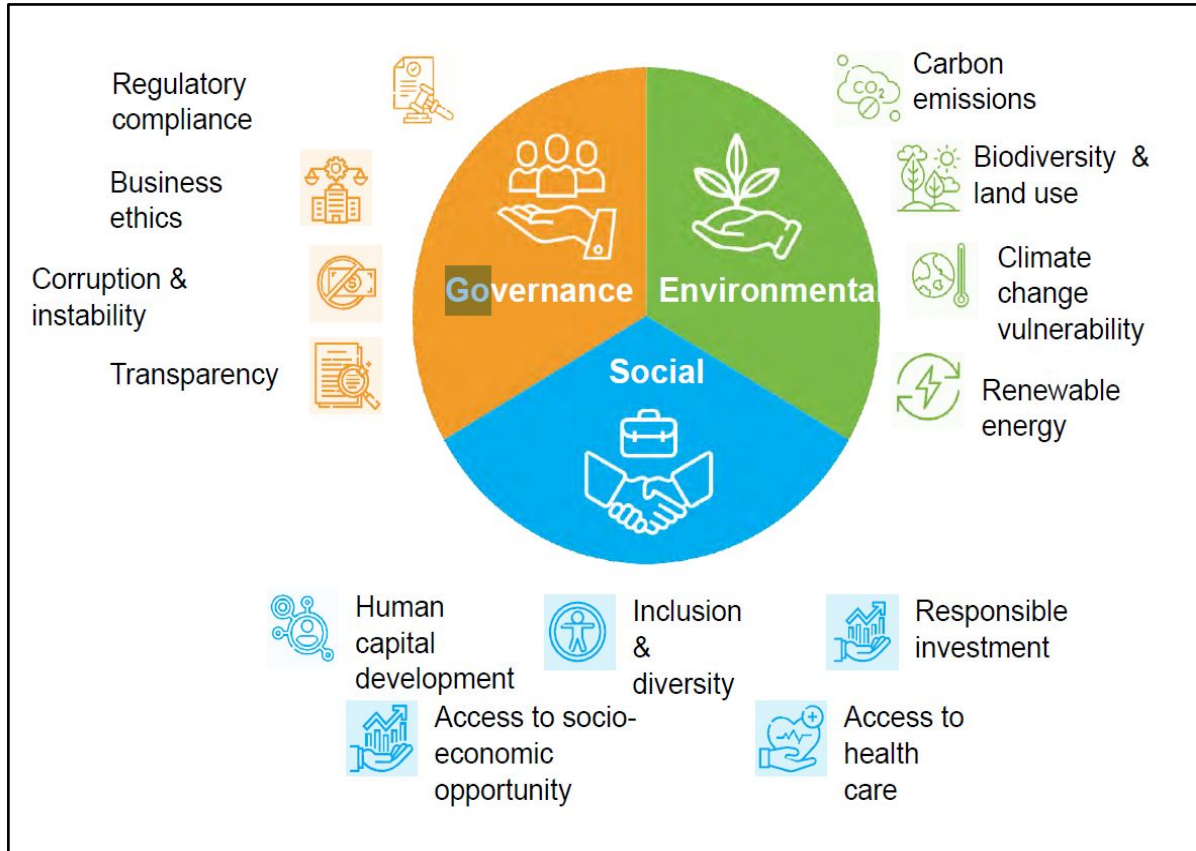 Regulatory
compliance
Business
ethics
Corruption &
instability
Transparency
Governance
Environmental
Social
Carbon
emissions
CO2
Biodiversity &
land use
Climate
change
vulnerability
Renewable
energy
Human
capital
development
Inclusion
&
diversity
Responsible
investment
Access to socio-
economic
opportunity
Access to
health
care